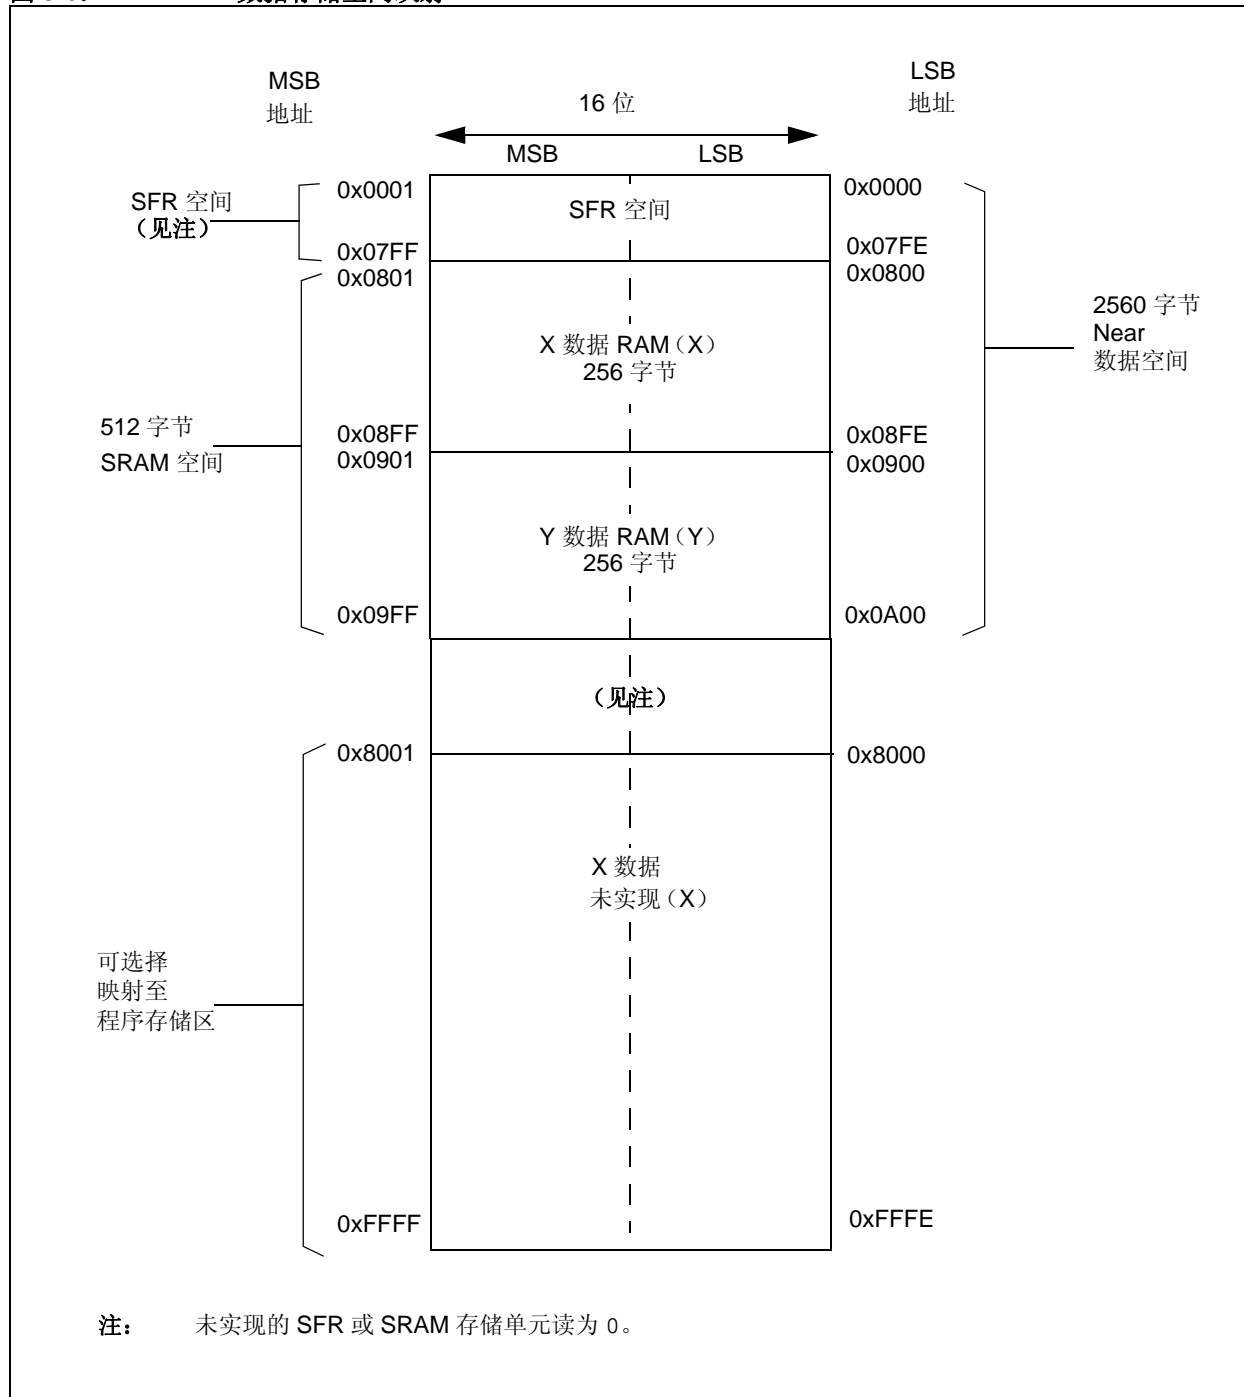 MSB
地址
LSB
地址
16 位
MSB
LSB
SFR 空间
（见注）
0x0001
SFR 空间
0x0000
0x07FF
0x07FE
0x0801
0x0800
X 数据 RAM（X）
256 字节
2560 字节
Near
数据空间
512 字节
SRAM 空间
0x08FF
0x08FE
0x0901
0x0900
Y 数据 RAM（Y）
256 字节
0x09FF
0x0A00
（见注）
0x8001
0x8000
X 数据
未实现（X）
可选择
映射至
程序存储区
0xFFFF
0xFFFE
注： 未实现的 SFR 或 SRAM 存储单元读为 0。